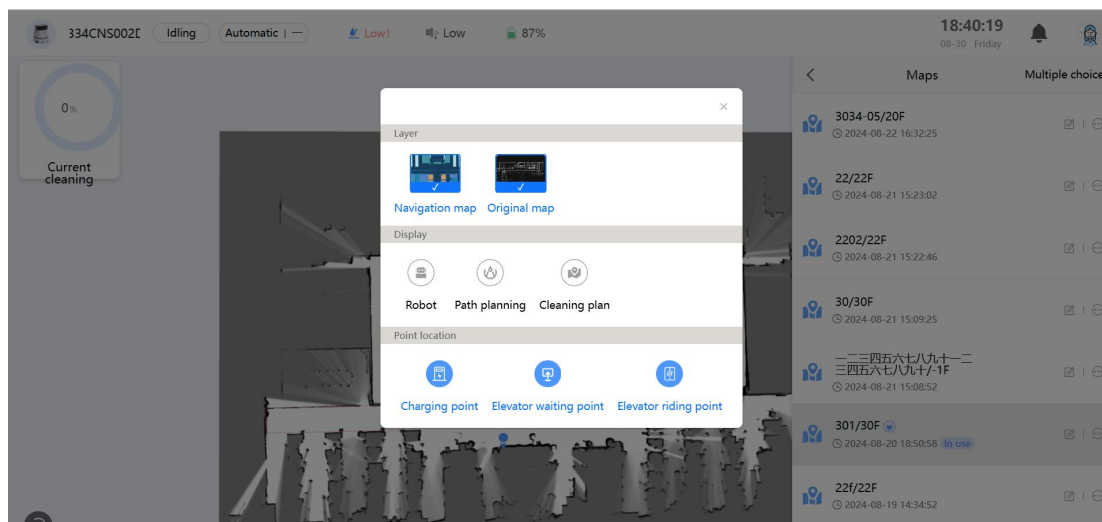 334CNS002E
Idling
Automatic | —
Low!
Low
87%
18:40:19
08-30 Friday
0%
Current
cleaning
Layer
Navigation map
Original map
Display
Robot
Path planning
Cleaning plan
Point location
Charging point
Elevator waiting point
Elevator riding point
Maps
Multiple choice
3034-05/20F
2024-08-22 16:32:25
22/22F
2024-08-21 15:23:02
2202/22F
2024-08-21 15:22:46
30/30F
2024-08-21 15:09:25
一二三四五六七八九十一二
三四五六七八九十/-1F
2024-08-21 15:08:52
301/30F
2024-08-20 18:50:58 In use
22f/22F
2024-08-19 14:34:52